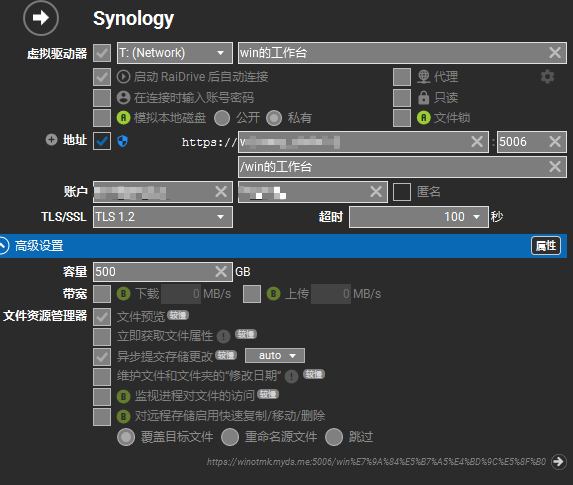 Synology
虚拟驱动器 T: (Network) win的工作台
启动 RaiDrive 后自动连接 代理
在连接时输入账号密码 只读
A 模拟本地磁盘 公开 私有 A 文件锁
地址 https:// : 5006
/win的工作台
账户 匿名
TLS/SSL TLS 1.2 超时 100 秒
高级设置 属性
容量 500 GB
带宽 B 下载 0 MB/s B 上传 0 MB/s
文件资源管理器 文件预览 较慢
立即获取文件属性 ! 较慢
异步提交存储更改 较慢 auto
维护文件和文件夹的“修改日期” ! 较慢
B 监视进程对文件的访问 较慢
B 对远程存储启用快速复制/移动/删除
覆盖目标文件 重命名源文件 跳过
https://winotmk.myds.me:5006/win%E7%9A%84%E5%B7%A5%E4%BD%9C%E5%8F%B0